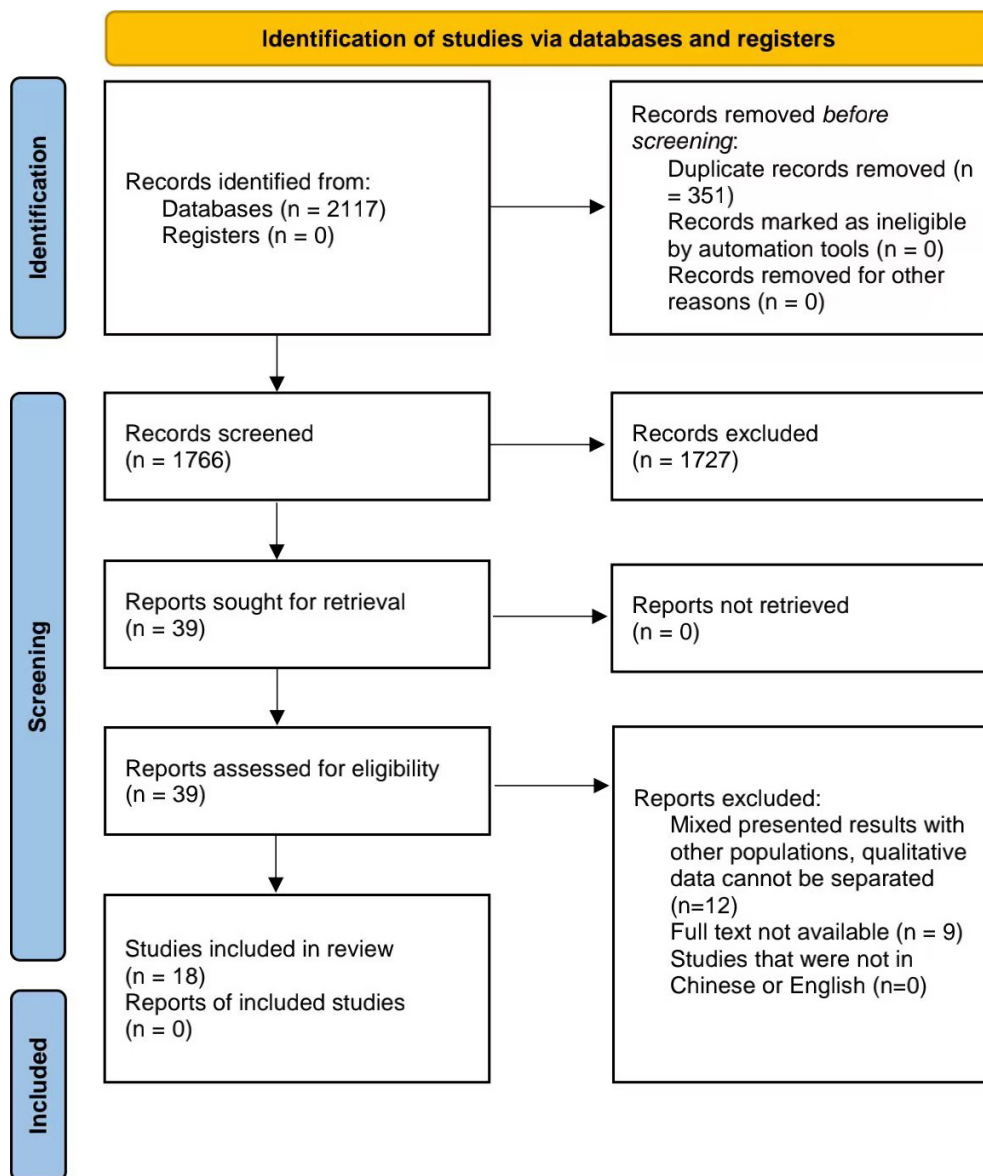 Identification of studies via databases and registers
Identification
Records identified from:
Databases (n = 2117)
Registers (n = 0)
Records removed before
screening:
Duplicate records removed (n
= 351)
Records marked as ineligible
by automation tools (n = 0)
Records removed for other
reasons (n = 0)
Screening
Records screened
(n = 1766)
Records excluded
(n = 1727)
Reports sought for retrieval
(n = 39)
Reports not retrieved
(n = 0)
Reports assessed for eligibility
(n = 39)
Reports excluded:
Mixed presented results with
other populations, qualitative
data cannot be separated
(n=12)
Full text not available (n = 9)
Studies that were not in
Chinese or English (n=0)
Included
Studies included in review
(n = 18)
Reports of included studies
(n = 0)